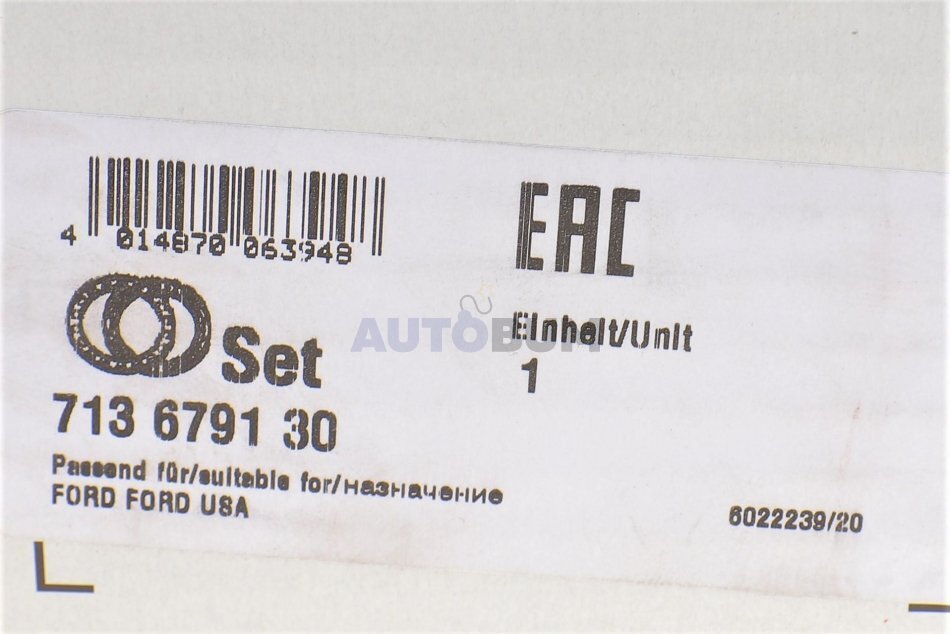 4 014870 063948
EAC
Set
AUTOBUM
Einheit/Unit
1
713 6791 30
Passend für/suitable for/назначение
FORD FORD USA
6022239/20